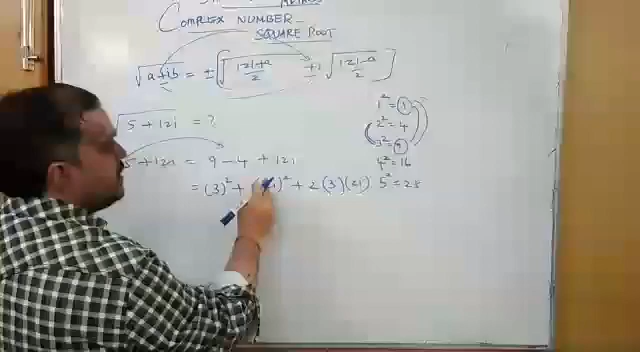 COMPLEX NUMBER
SQUARE ROOT
√a+ib = ± [√|z|+a/2 ± i √|z|-a/2]
√5+12i = ?
5+12i = 9-4+12i
= (3)² + ( i)² + 2(3)(2i)
1² = 1
2² = 4
3² = 9
4² = 16
5² = 25